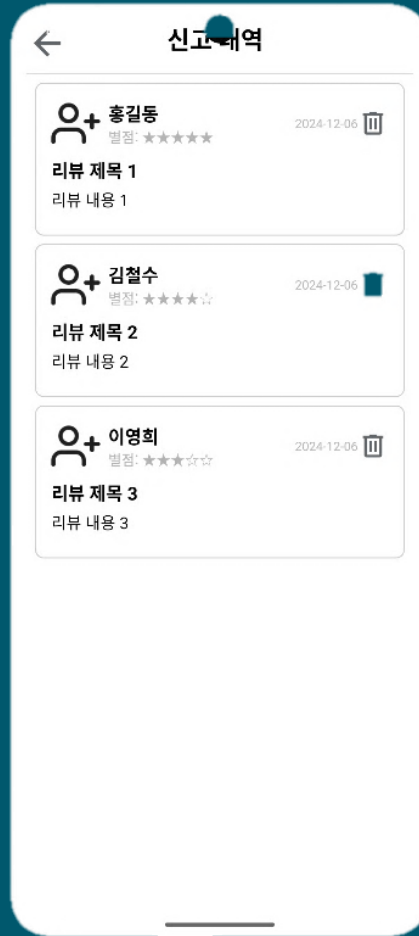 신고 내역
홍길동
2024-12-06
별점: ★★★★★
리뷰 제목 1
리뷰 내용 1
김철수
2024-12-06
별점: ★★★★☆
리뷰 제목 2
리뷰 내용 2
이영희
2024-12-06
별점: ★★★☆☆
리뷰 제목 3
리뷰 내용 3